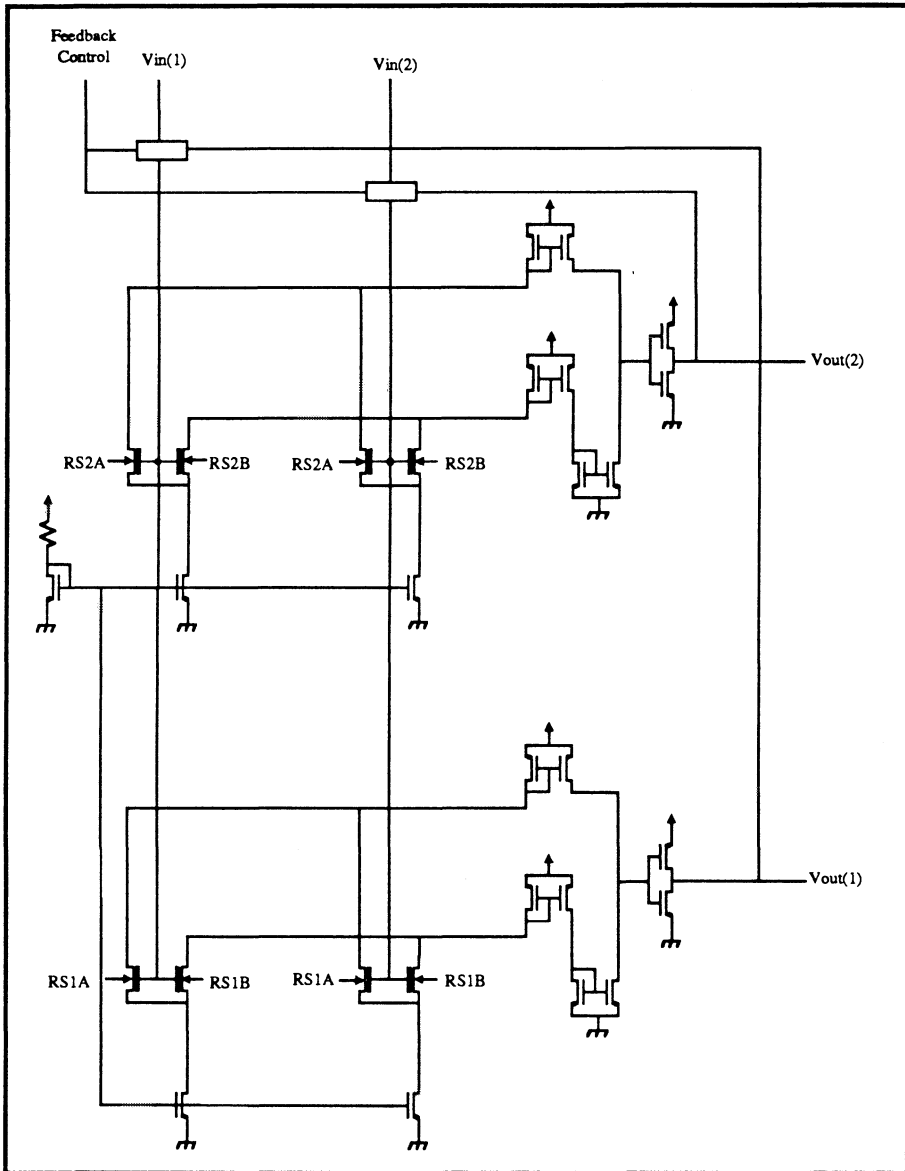 Feedback
Control
Vin(1)
Vin(2)
Vout(2)
RS2A
RS2B
RS2A
RS2B
Vout(1)
RS1A
RS1B
RS1A
RS1B